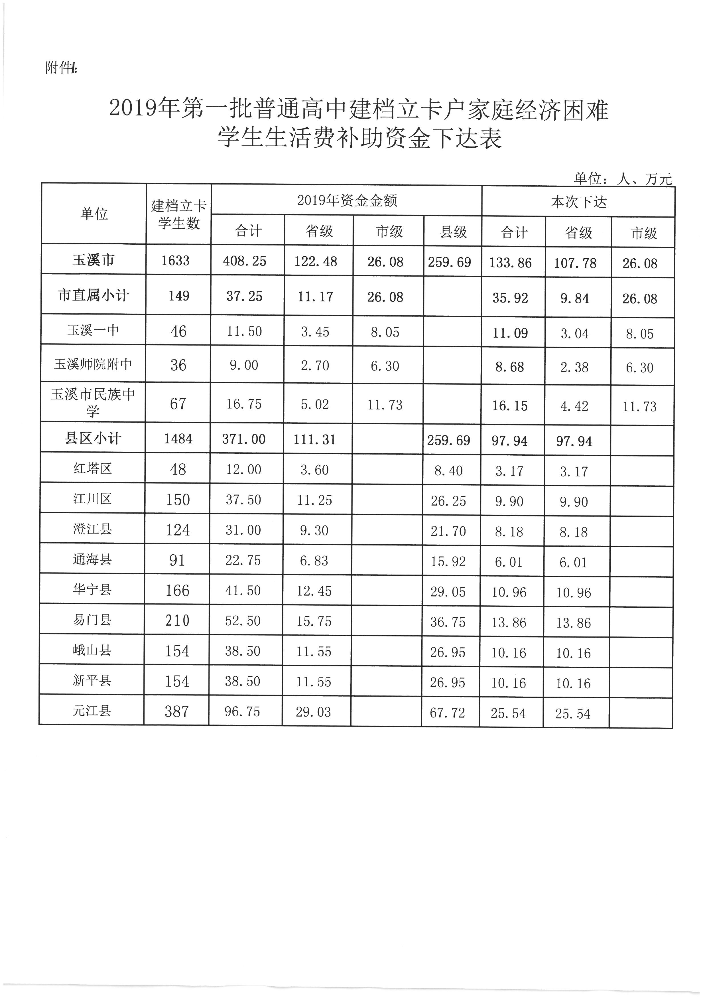 附件1:
2019年第一批普通高中建档立卡户家庭经济困难
学生生活费补助资金下达表
单位：人、万元
单位 建档立卡学生数 2019年资金金额 本次下达
合计 省级 市级 县级 合计 省级 市级
玉溪市 1633 408.25 122.48 26.08 259.69 133.86 107.78 26.08
市直属小计 149 37.25 11.17 26.08 35.92 9.84 26.08
玉溪一中 46 11.50 3.45 8.05 11.09 3.04 8.05
玉溪师院附中 36 9.00 2.70 6.30 8.68 2.38 6.30
玉溪市民族中学 67 16.75 5.02 11.73 16.15 4.42 11.73
县区小计 1484 371.00 111.31 259.69 97.94 97.94
红塔区 48 12.00 3.60 8.40 3.17 3.17
江川区 150 37.50 11.25 26.25 9.90 9.90
澄江县 124 31.00 9.30 21.70 8.18 8.18
通海县 91 22.75 6.83 15.92 6.01 6.01
华宁县 166 41.50 12.45 29.05 10.96 10.96
易门县 210 52.50 15.75 36.75 13.86 13.86
峨山县 154 38.50 11.55 26.95 10.16 10.16
新平县 154 38.50 11.55 26.95 10.16 10.16
元江县 387 96.75 29.03 67.72 25.54 25.54